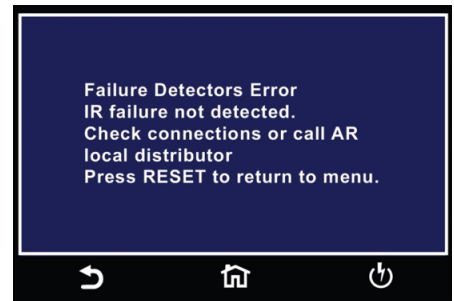 Failure Detectors Error
IR failure not detected.
Check connections or call AR
local distributor
Press RESET to return to menu.